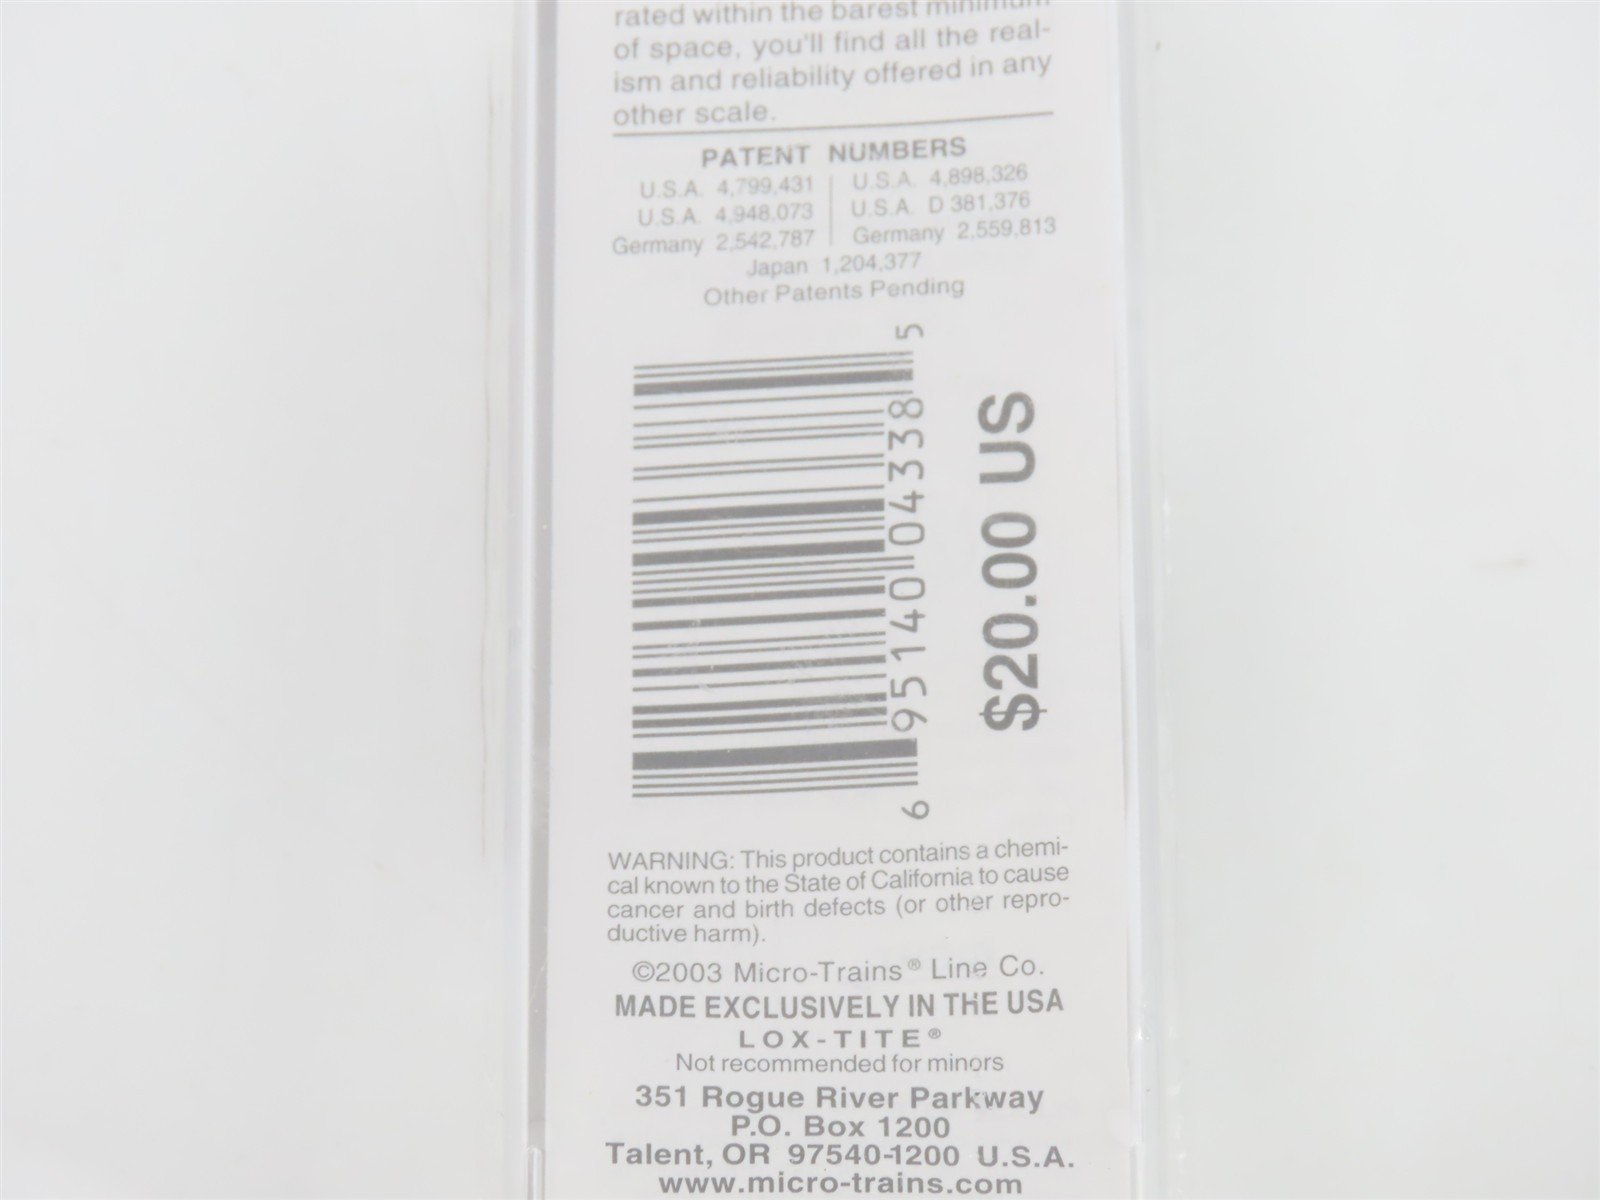 rated within the barest minimum
of space, you'll find all the real-
ism and reliability offered in any
other scale.
PATENT NUMBERS
U.S.A. 4,799,431 | U.S.A. 4,898,326
U.S.A. 4,948,073 | U.S.A. D 381,376
Germany 2,542,787 | Germany 2,559,813
Japan 1,204,377
Other Patents Pending
6 95140 04338 5
$20.00 US
WARNING: This product contains a chemi-
cal known to the State of California to cause
cancer and birth defects (or other repro-
ductive harm).
©2003 Micro-Trains® Line Co.
MADE EXCLUSIVELY IN THE USA
LOX-TITE®
Not recommended for minors
351 Rogue River Parkway
P.O. Box 1200
Talent, OR 97540-1200 U.S.A.
www.micro-trains.com